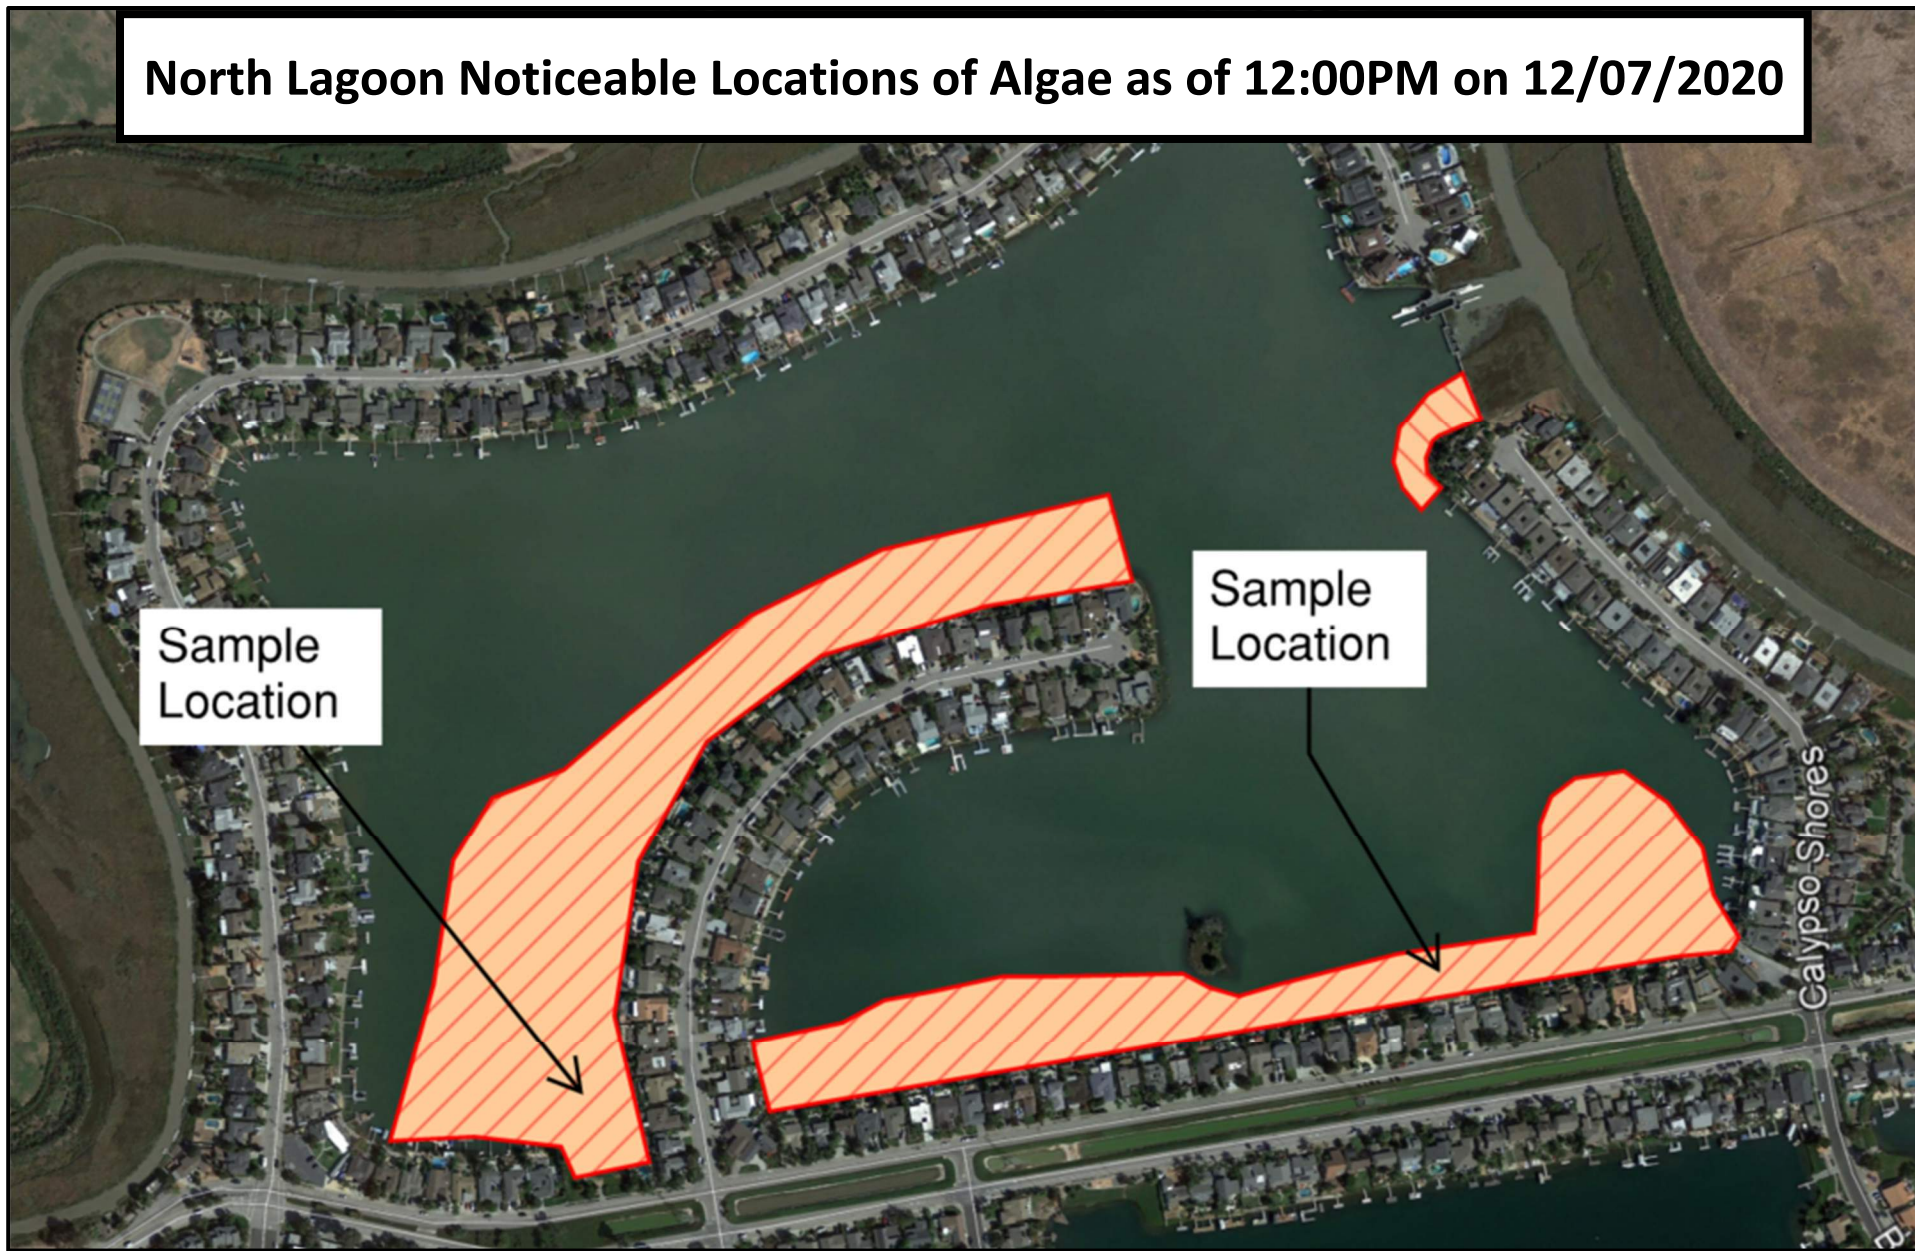 North Lagoon Noticeable Locations of Algae as of 12:00PM on 12/07/2020
Sample
Location
Sample
Location
Calypso Shores